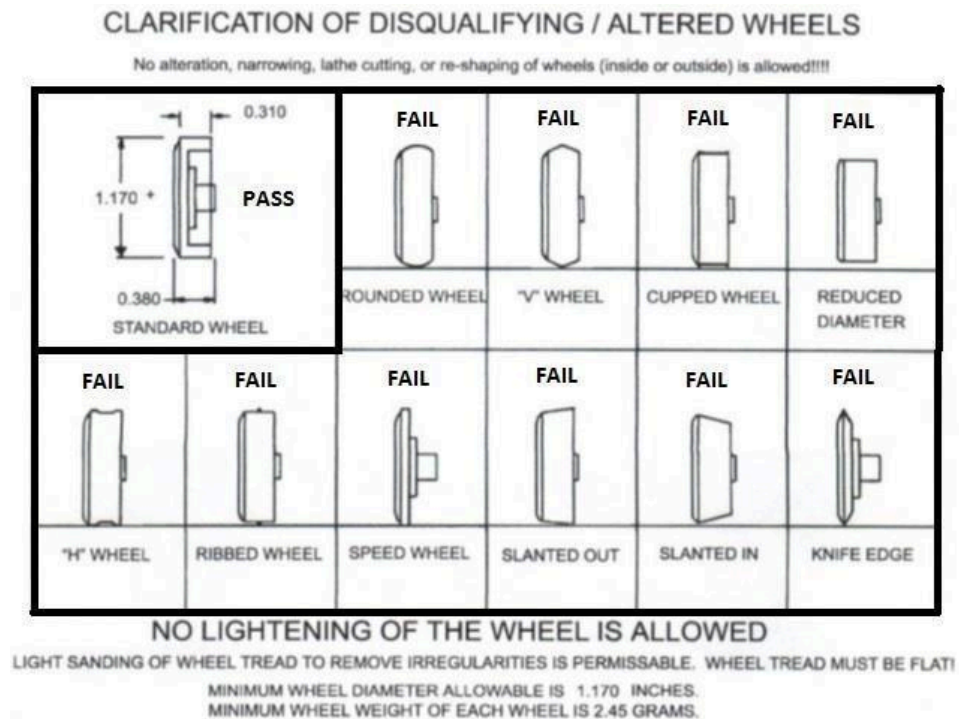 CLARIFICATION OF DISQUALIFYING / ALTERED WHEELS
No alteration, narrowing, lathe cutting, or re-shaping of wheels (inside or outside) is allowed!!!!
0.310
1.170 +
PASS
0.380
STANDARD WHEEL
FAIL
ROUNDED WHEEL
FAIL
"V" WHEEL
FAIL
CUPPED WHEEL
FAIL
REDUCED
DIAMETER
FAIL
"H" WHEEL
FAIL
RIBBED WHEEL
FAIL
SPEED WHEEL
FAIL
SLANTED OUT
FAIL
SLANTED IN
FAIL
KNIFE EDGE
NO LIGHTENING OF THE WHEEL IS ALLOWED
LIGHT SANDING OF WHEEL TREAD TO REMOVE IRREGULARITIES IS PERMISSABLE. WHEEL TREAD MUST BE FLAT!
MINIMUM WHEEL DIAMETER ALLOWABLE IS 1.170 INCHES.
MINIMUM WHEEL WEIGHT OF EACH WHEEL IS 2.45 GRAMS.